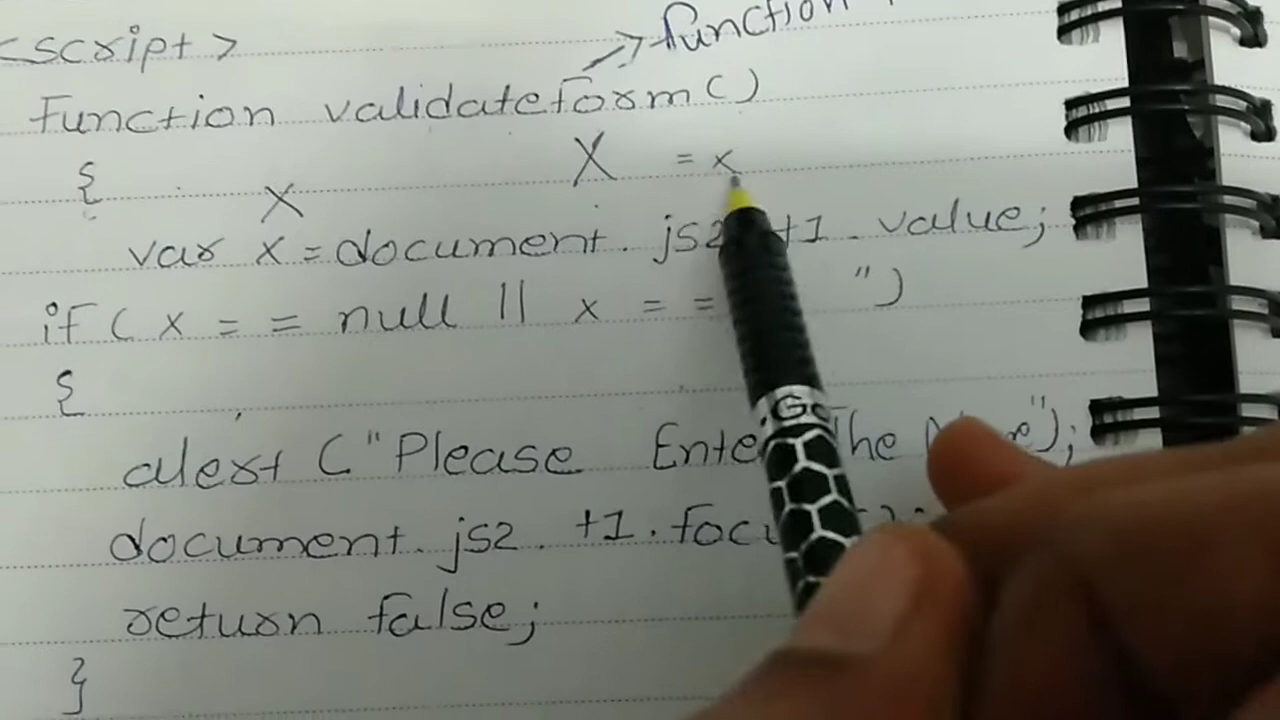 <script>
function
Function validateform()
{ X X = x
var x = document. js2 t1 . value;
if ( x = = null || x = = ")
{
alert ("Please Enter The Name");
document. js2 . t1 . focu
return false;
}